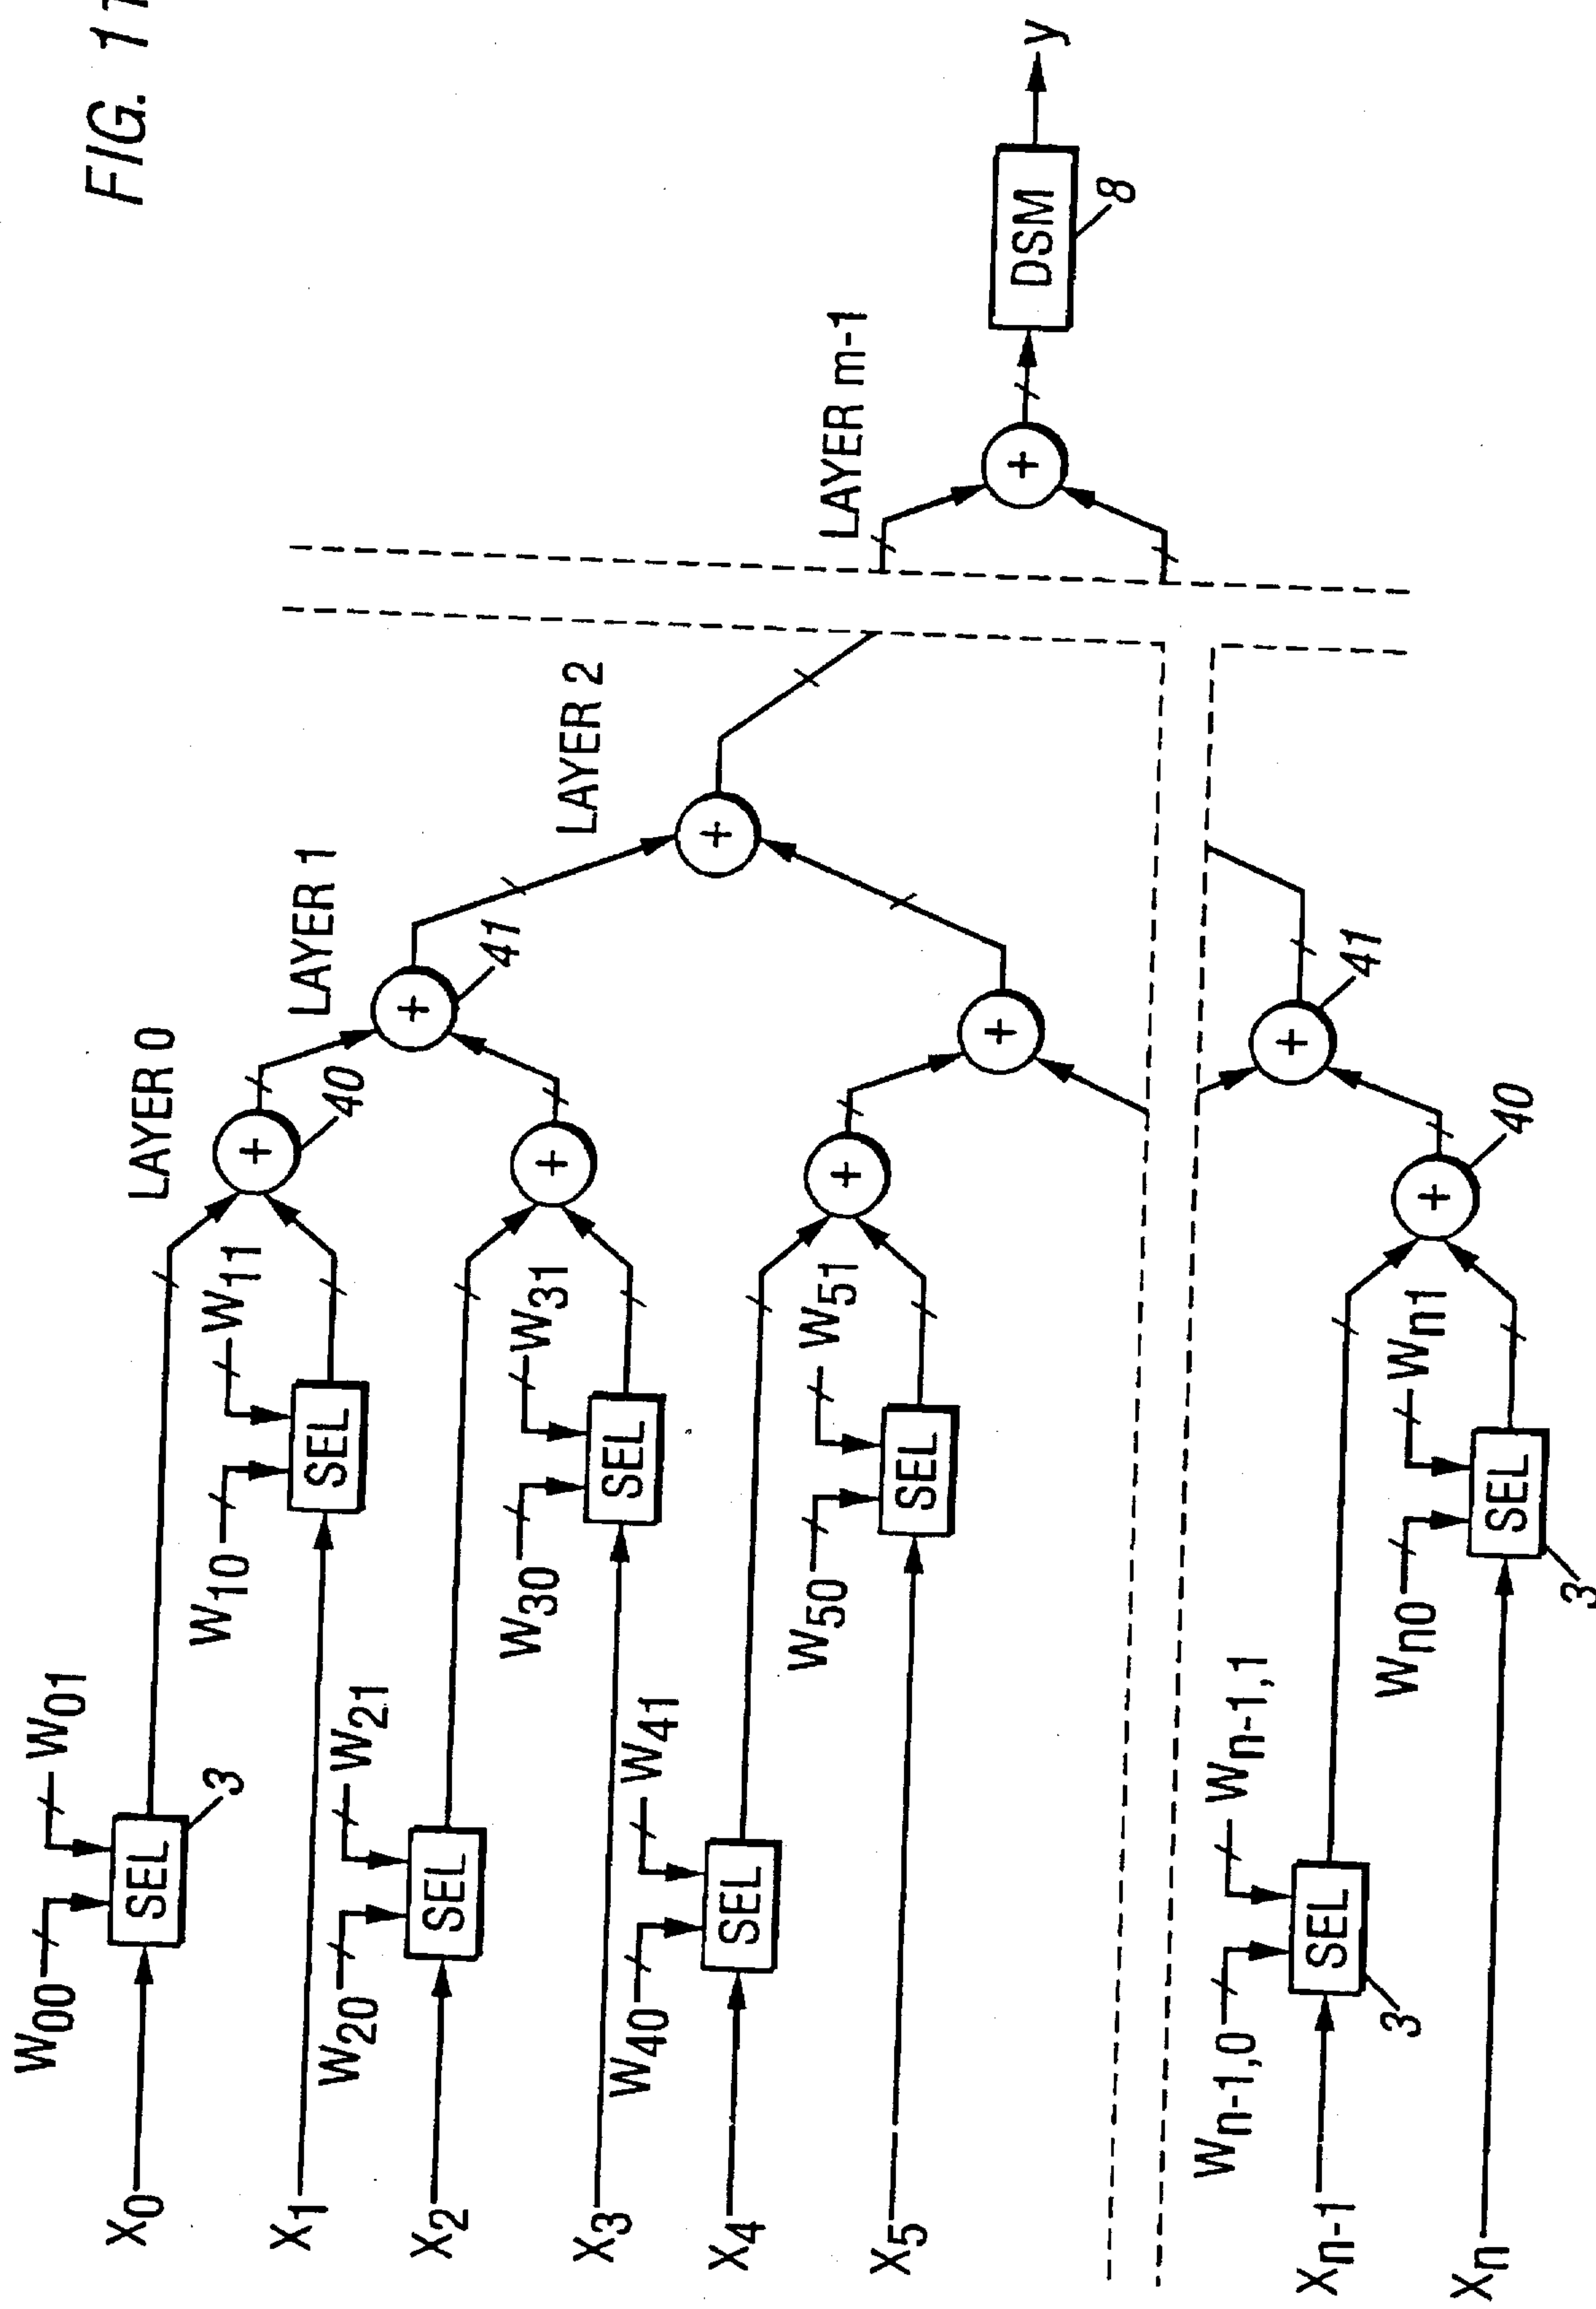 FIG. 11
LAYER 0
LAYER 1
LAYER 2
LAYER m-1
X0
W00
W01
SEL
3
X1
W10
W11
SEL
+
40
X2
W20
W21
SEL
X3
W30
W31
SEL
+
+
41
X4
W40
W41
SEL
X5
W50
W51
SEL
+
+
+
Xn-1
Wn-1,0
Wn-1,1
SEL
3
Xn
Wn0
Wn1
SEL
3
+
40
+
41
+
DSM
8
y